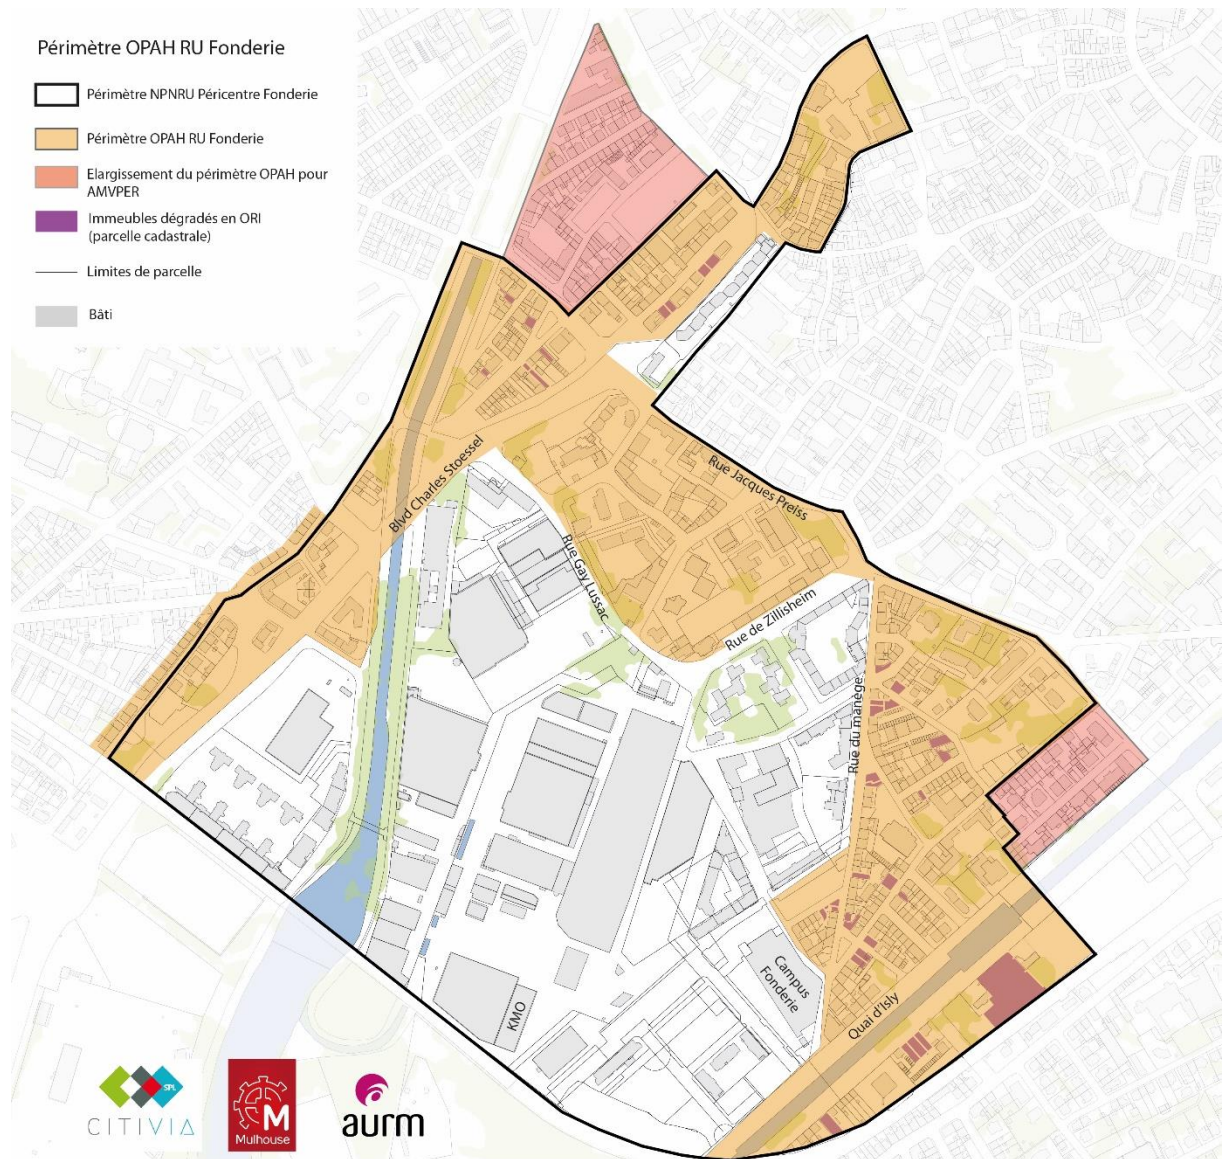 Périmètre OPAH RU Fonderie
Périmètre NPNRU Péricentre Fonderie
Périmètre OPAH RU Fonderie
Elargissement du périmètre OPAH pour
AMVPER
Immeubles dégradés en ORI
(parcelle cadastrale)
Limites de parcelle
Bâti
Blvd Charles Stoessel
Rue Jacques Preiss
Rue Gay Lussac
Rue de Zillisheim
Rue du manège
Campus
Fonderie
KMO
Quai d'Isly
SPL
CITIVIA
M
Mulhouse
aurm